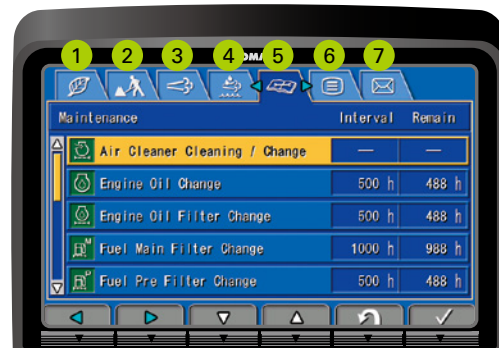 1 2 3 4 5 6 7
Maintenance Interval Remain
Air Cleaner Cleaning / Change — —
Engine Oil Change 500 h 488 h
Engine Oil Filter Change 500 h 488 h
M Fuel Main Filter Change 1000 h 988 h
P Fuel Pre Filter Change 500 h 488 h